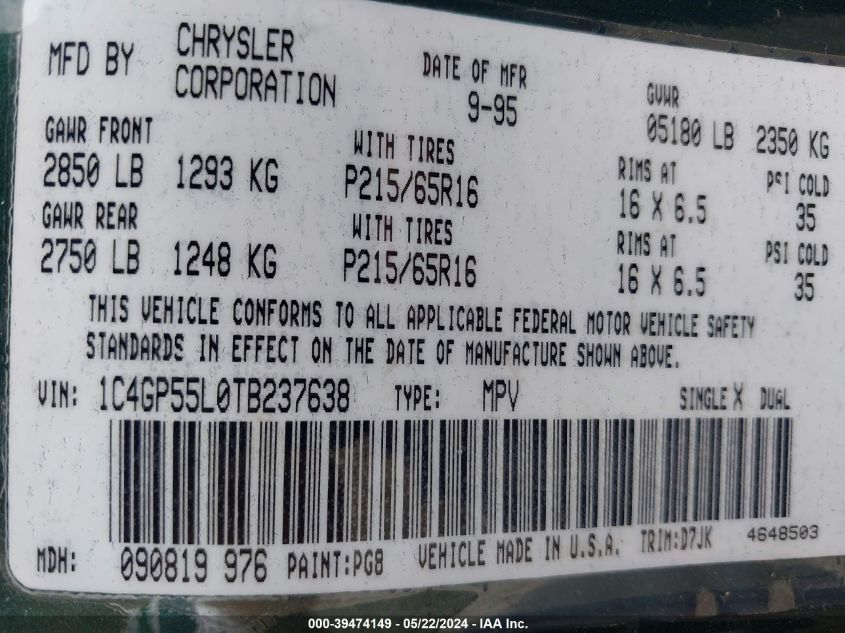 MFD BY CHRYSLER CORPORATION
DATE OF MFR 9-95
GVWR 05180 LB 2350 KG
GAWR FRONT WITH TIRES RIMS AT PSI COLD
2850 LB 1293 KG P215/65R16 16 X 6.5 35
GAWR REAR WITH TIRES RIMS AT PSI COLD
2750 LB 1248 KG P215/65R16 16 X 6.5 35
THIS VEHICLE CONFORMS TO ALL APPLICABLE FEDERAL MOTOR VEHICLE SAFETY
STANDARDS IN EFFECT ON THE DATE OF MANUFACTURE SHOWN ABOVE.
VIN: 1C4GP55L0TB237638 TYPE: MPV SINGLE X DUAL
MDH: 090819 976 PAINT:PG8 VEHICLE MADE IN U.S.A. TRIM:D7JK 4648503
000-39474149 - 05/22/2024 - IAA Inc.